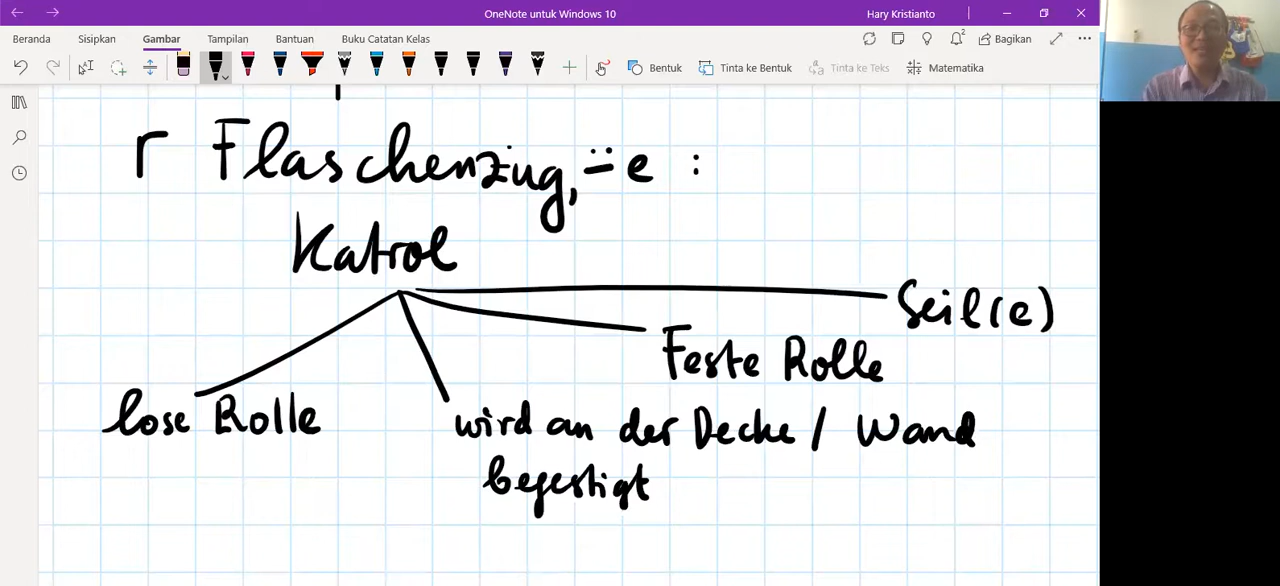 OneNote untuk Windows 10
Hary Kristianto
Beranda Sisipkan Gambar Tampilan Bantuan Buku Catatan Kelas
Bagikan
Bentuk Tinta ke Bentuk Tinta ke Teks Matematika
r Flaschenzug, -̈e :
Katrol
Seil(e)
Feste Rolle
lose Rolle
wird an der Decke / Wand
befestigt